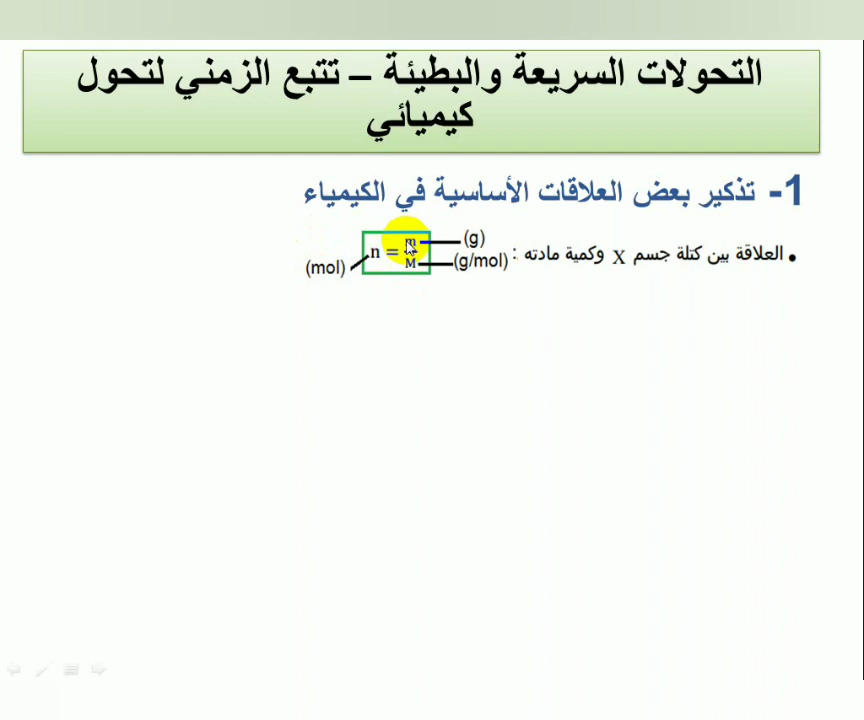 التحولات السريعة والبطيئة – تتبع الزمني لتحول
كيميائي
1- تذكير بعض العلاقات الأساسية في الكيمياء
• العلاقة بين كتلة جسم X وكمية مادته : n = m/M (g) (g/mol) (mol)